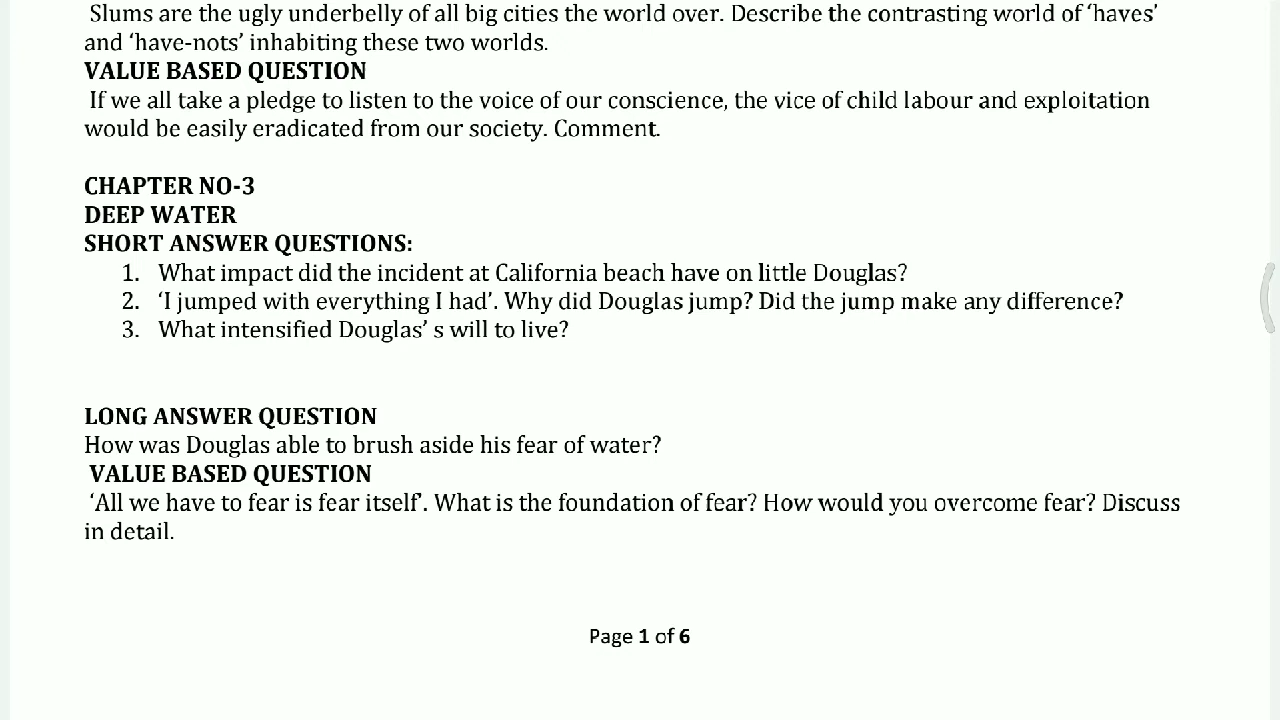 Slums are the ugly underbelly of all big cities the world over. Describe the contrasting world of ‘haves’
and ‘have-nots’ inhabiting these two worlds.
VALUE BASED QUESTION
If we all take a pledge to listen to the voice of our conscience, the vice of child labour and exploitation
would be easily eradicated from our society. Comment.
CHAPTER NO-3
DEEP WATER
SHORT ANSWER QUESTIONS:
1. What impact did the incident at California beach have on little Douglas?
2. ‘I jumped with everything I had’. Why did Douglas jump? Did the jump make any difference?
3. What intensified Douglas’ s will to live?
LONG ANSWER QUESTION
How was Douglas able to brush aside his fear of water?
VALUE BASED QUESTION
‘All we have to fear is fear itself’. What is the foundation of fear? How would you overcome fear? Discuss
in detail.
Page 1 of 6